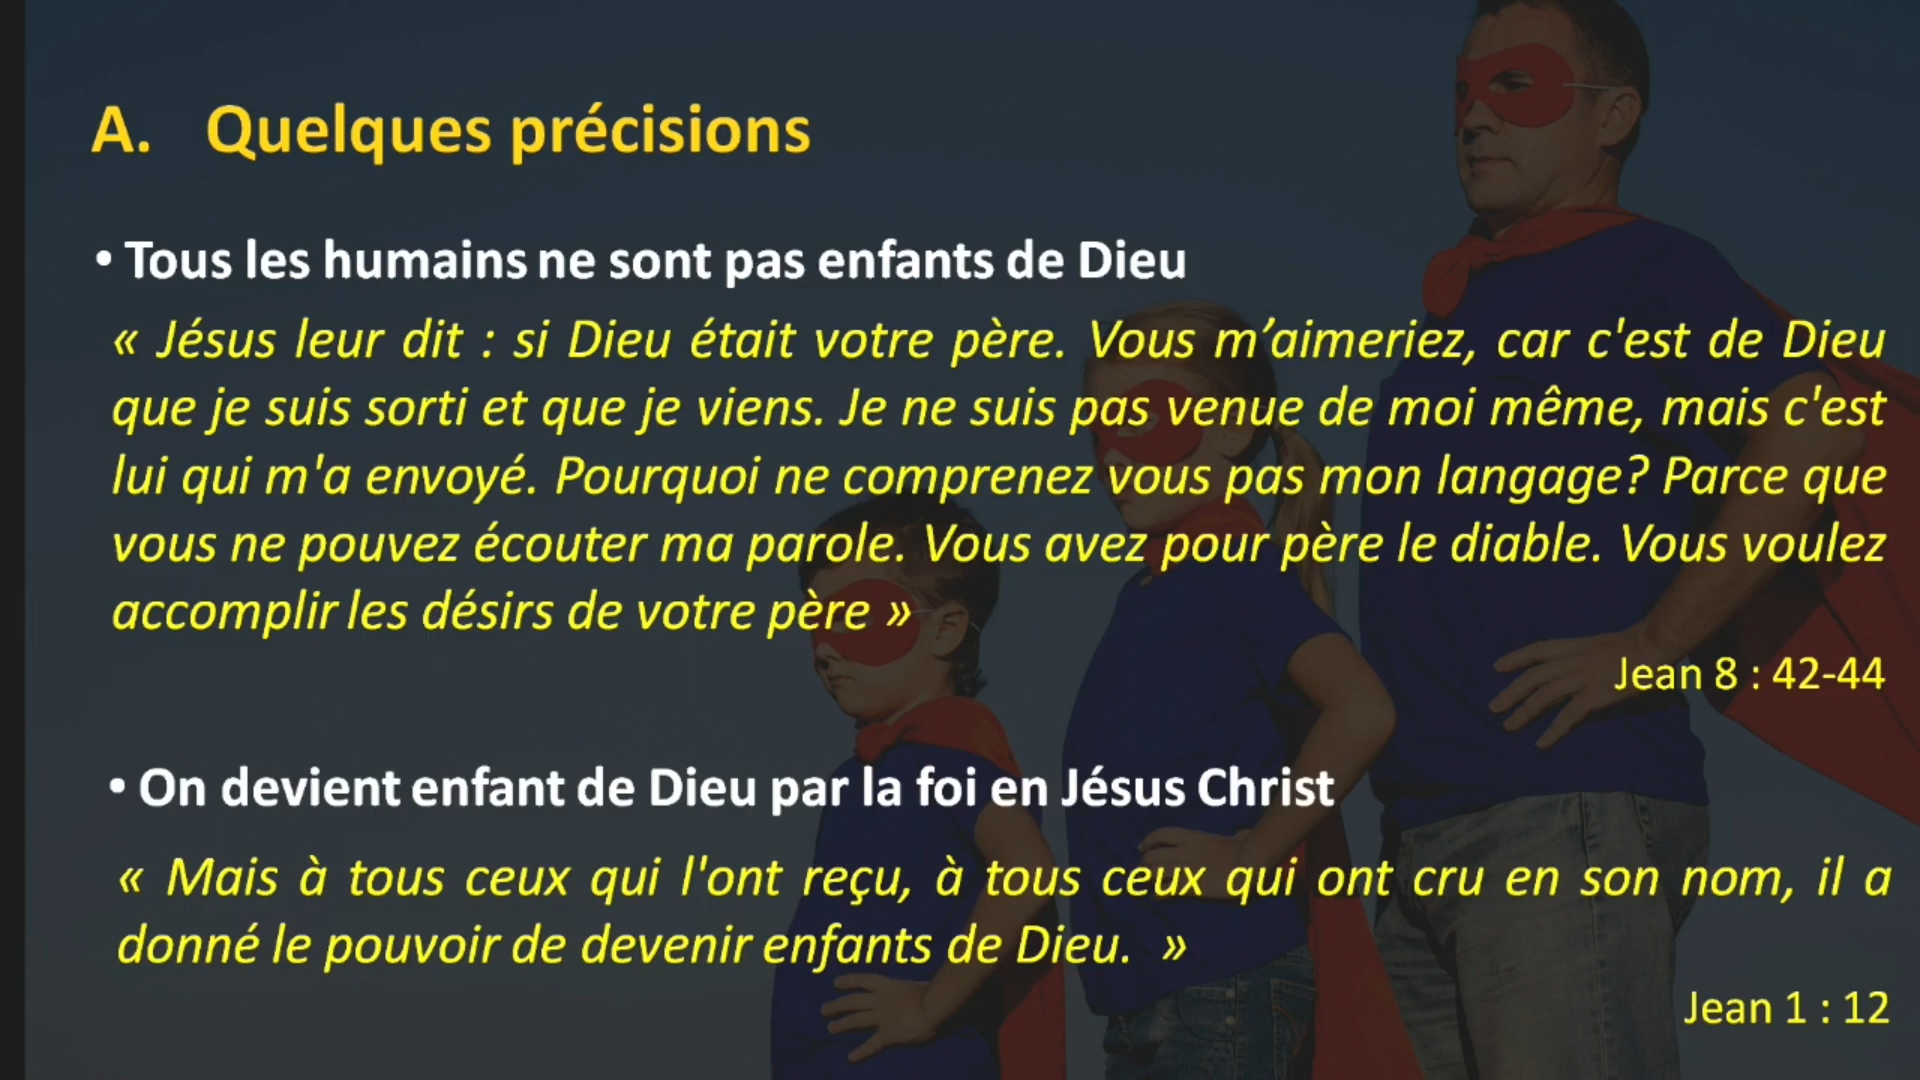 A. Quelques précisions
• Tous les humains ne sont pas enfants de Dieu
« Jésus leur dit : si Dieu était votre père. Vous m’aimeriez, car c'est de Dieu
que je suis sorti et que je viens. Je ne suis pas venue de moi même, mais c'est
lui qui m'a envoyé. Pourquoi ne comprenez vous pas mon langage? Parce que
vous ne pouvez écouter ma parole. Vous avez pour père le diable. Vous voulez
accomplir les désirs de votre père »
Jean 8 : 42-44
• On devient enfant de Dieu par la foi en Jésus Christ
« Mais à tous ceux qui l'ont reçu, à tous ceux qui ont cru en son nom, il a
donné le pouvoir de devenir enfants de Dieu. »
Jean 1 : 12